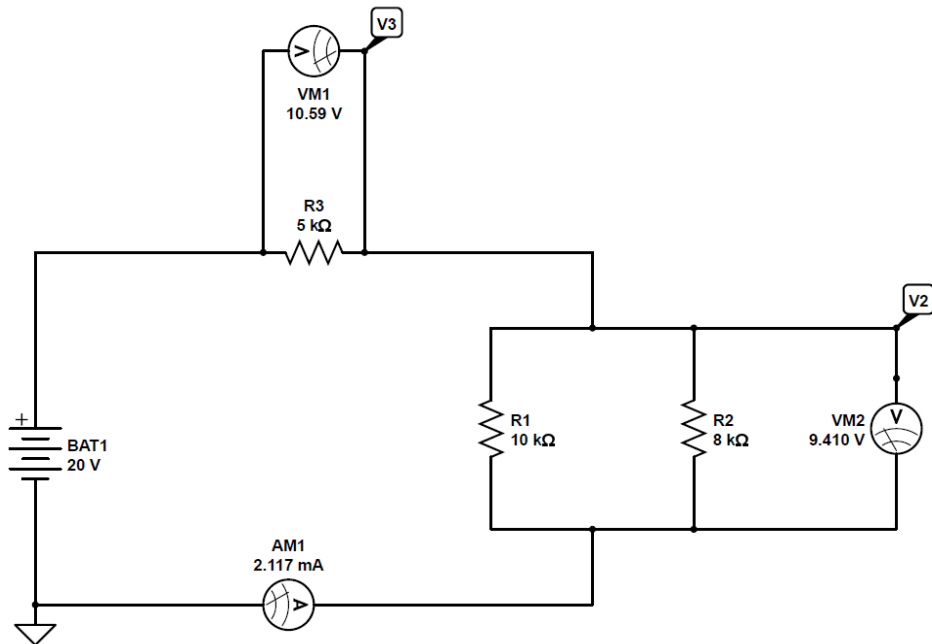 V3
V
VM1
10.59 V
R3
5 kΩ
V2
R1
10 kΩ
R2
8 kΩ
V
VM2
9.410 V
+
BAT1
20 V
AM1
2.117 mA
A